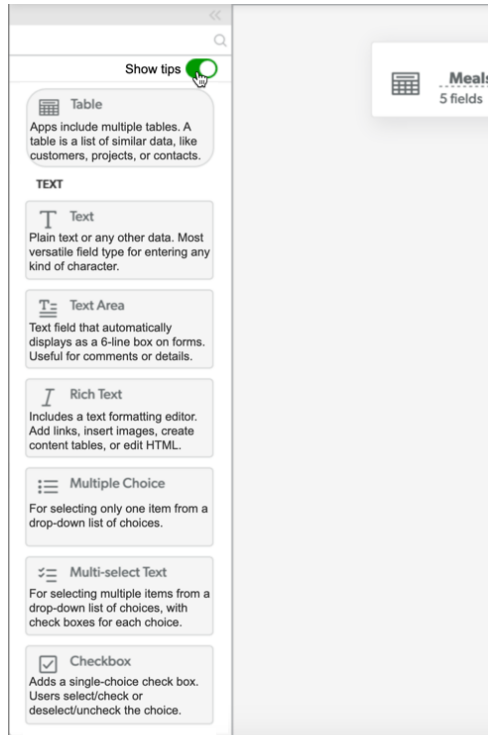 Show tips
Table
Apps include multiple tables. A
table is a list of similar data, like
customers, projects, or contacts.
TEXT
Text
Plain text or any other data. Most
versatile field type for entering any
kind of character.
Text Area
Text field that automatically
displays as a 6-line box on forms.
Useful for comments or details.
Rich Text
Includes a text formatting editor.
Add links, insert images, create
content tables, or edit HTML.
Multiple Choice
For selecting only one item from a
drop-down list of choices.
Multi-select Text
For selecting multiple items from a
drop-down list of choices, with
check boxes for each choice.
Checkbox
Adds a single-choice check box.
Users select/check or
deselect/uncheck the choice.
Meals
5 fields